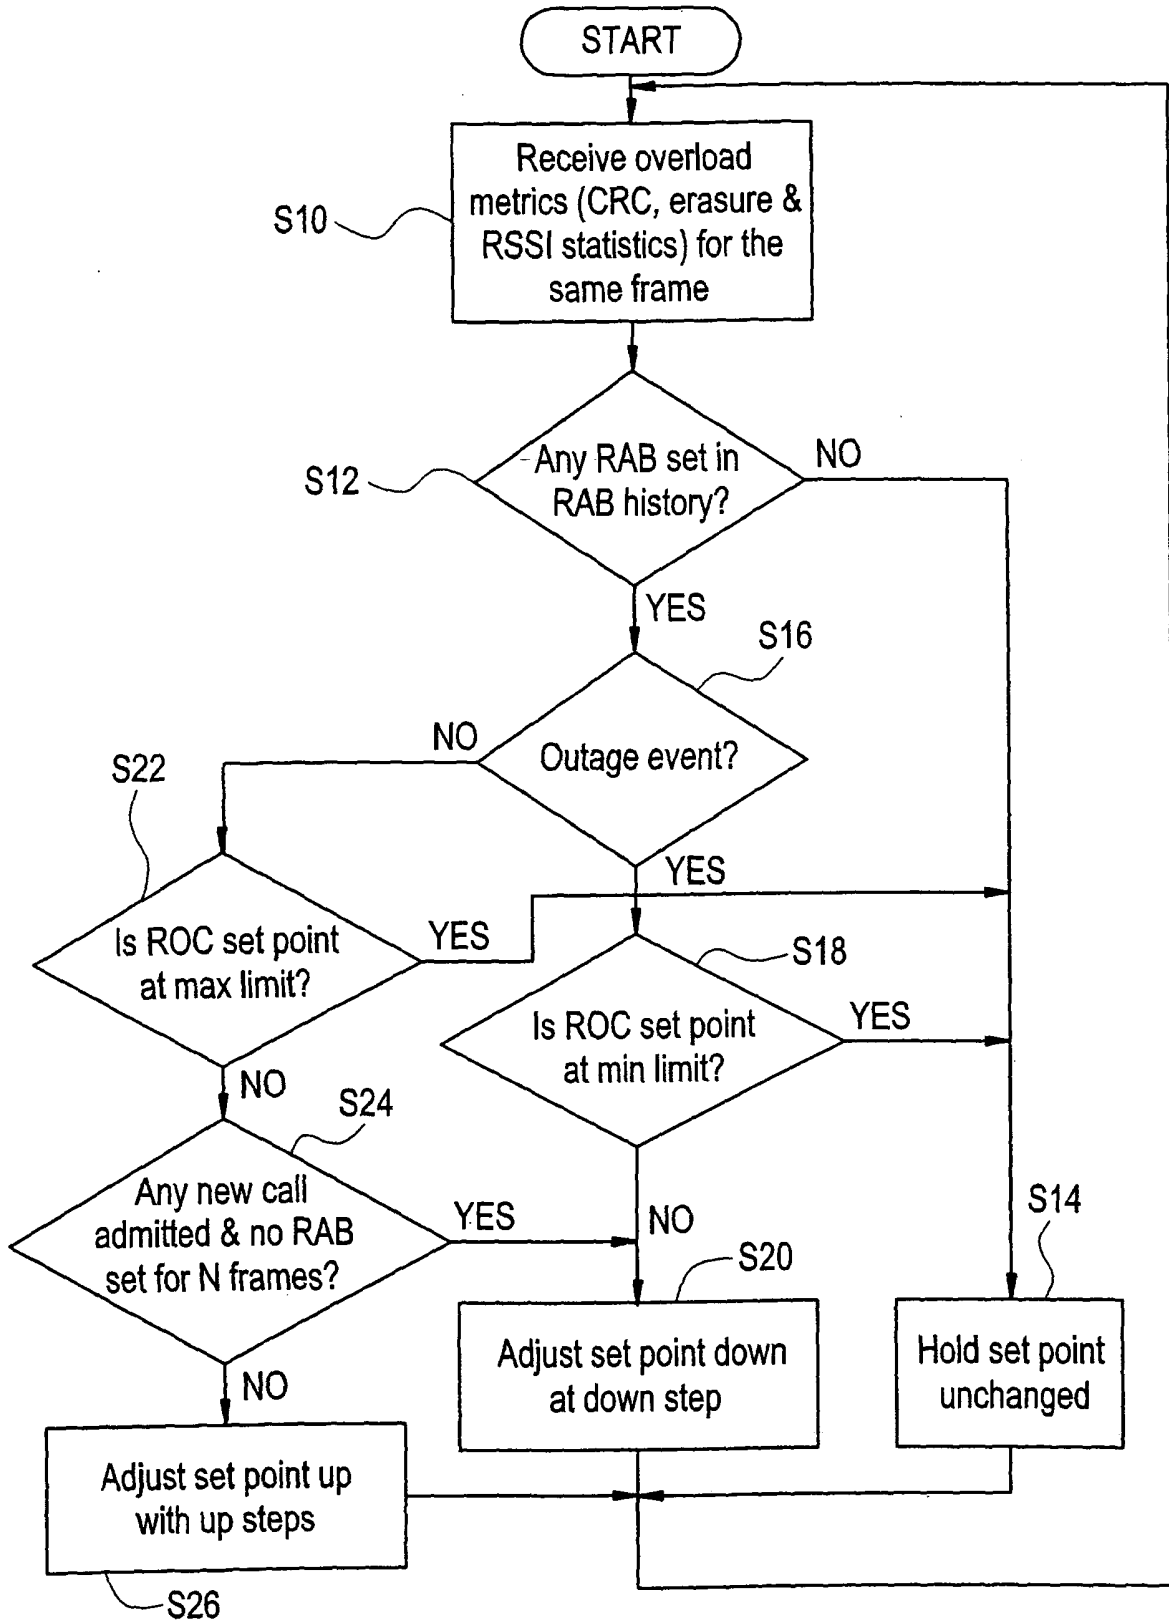 START
Receive overload
metrics (CRC, erasure &
RSSI statistics) for the
same frame
S10
Any RAB set in
RAB history?
S12
NO
YES
S16
Outage event?
NO
S22
YES
Is ROC set point
at max limit?
YES
S18
Is ROC set point
at min limit?
YES
NO
S24
Any new call
admitted & no RAB
set for N frames?
YES
NO
S20
S14
Adjust set point down
at down step
Hold set point
unchanged
NO
Adjust set point up
with up steps
S26